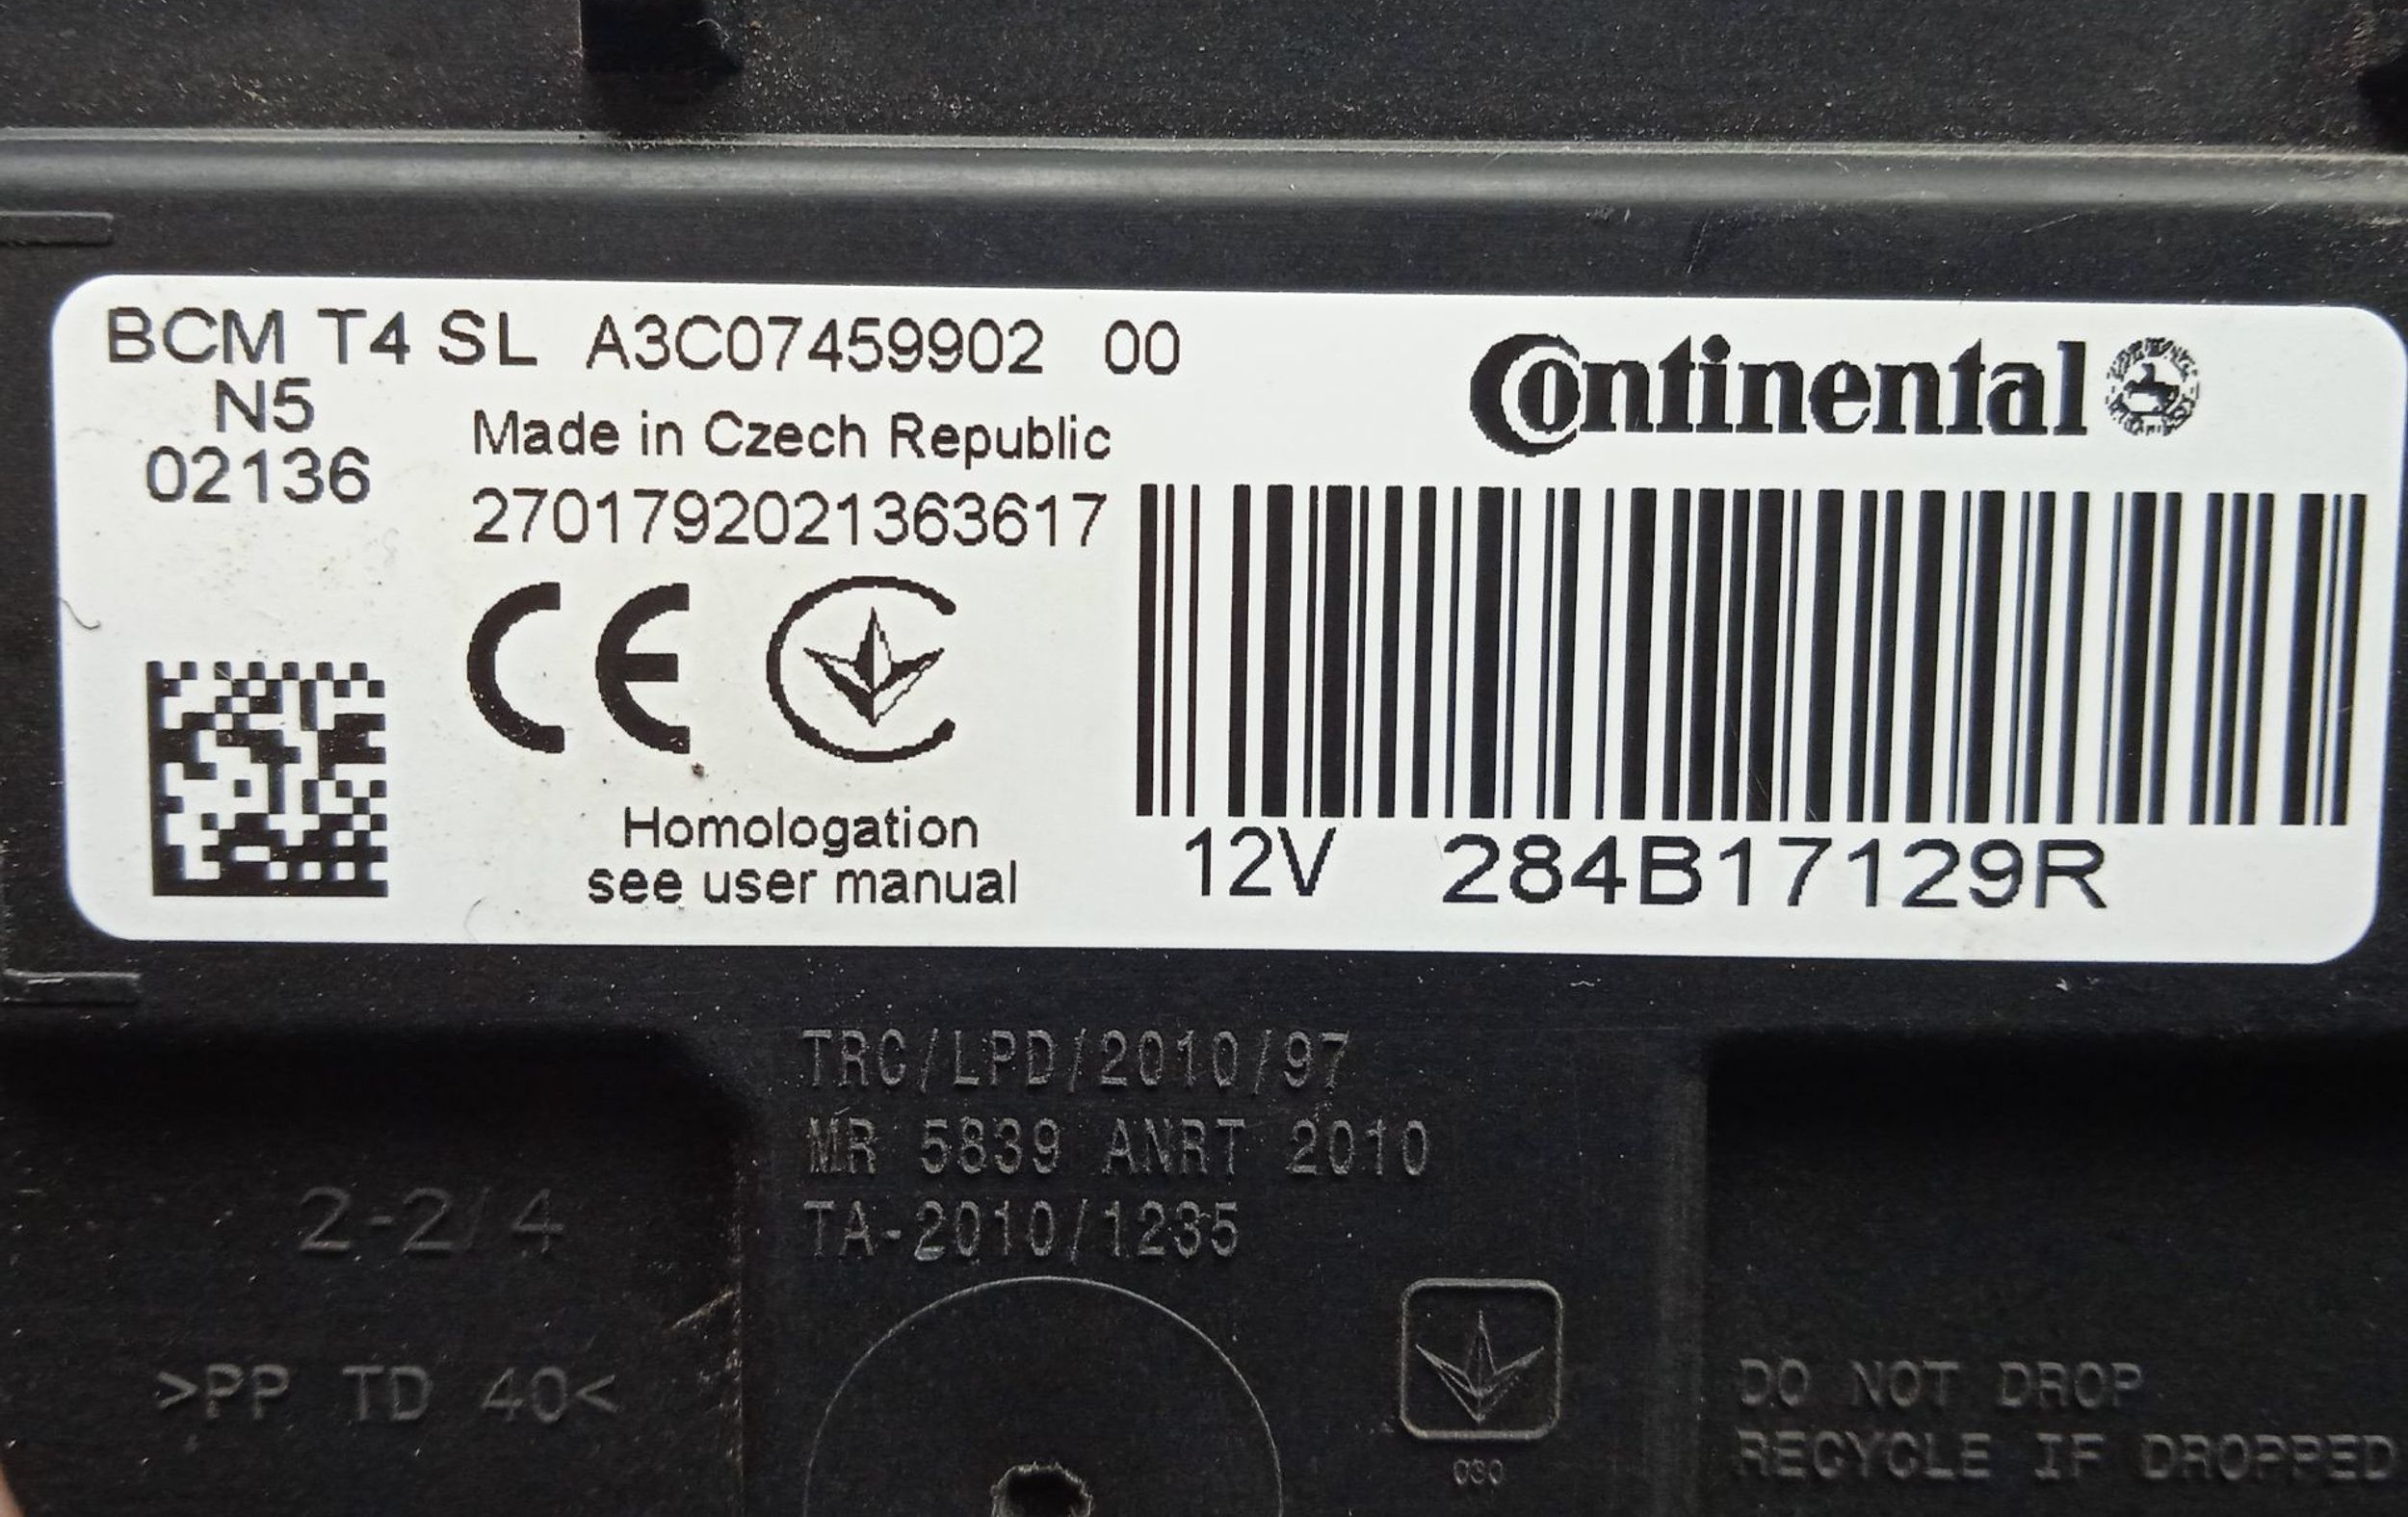 BCM T4 SL A3C07459902 00
N5
02136
Made in Czech Republic
2701792021363617
Continental
CE
Homologation
see user manual
12V 284B17129R
TRC/LPD/2010/97
MR 5839 ANRT 2010
TA-2010/1235
2-2/4
>PP TD 40<
030
DO NOT DROP
RECYCLE IF DROPPED